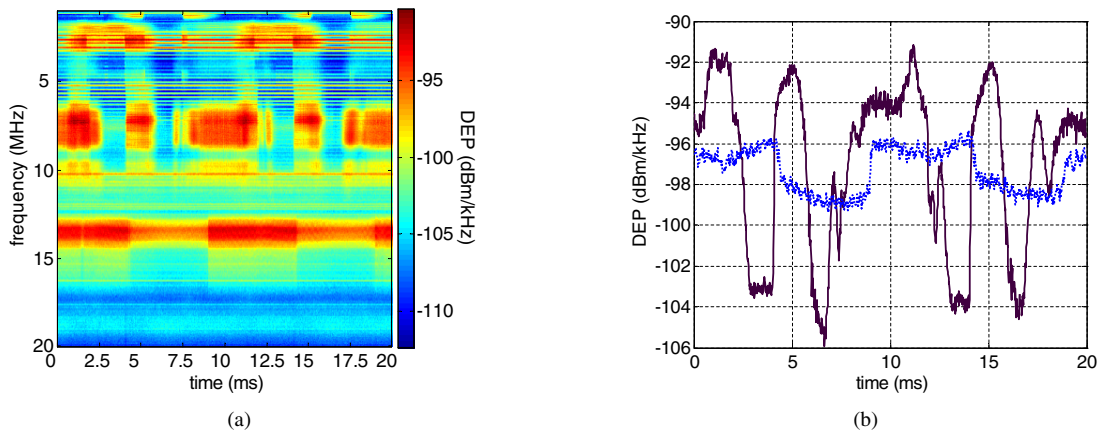 5
10
15
20
frequency (MHz)
0 2.5 5 7.5 10 12.5 15 17.5 20
time (ms)
-95
-100
-105
-110
DEP (dBm/kHz)
(a)
-90
-92
-94
-96
-98
-100
-102
-104
-106
DEP (dBm/kHz)
0 5 10 15 20
time (ms)
(b)